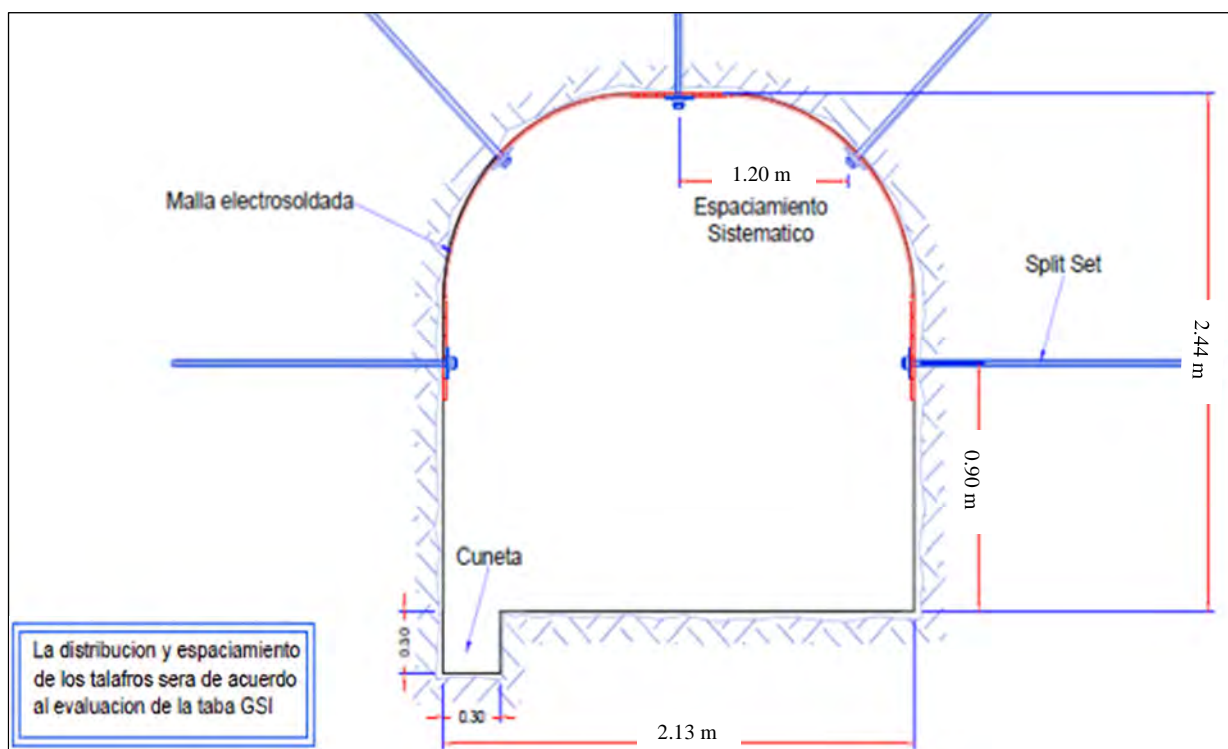 Malla electrosoldada
1.20 m
Espaciamiento
Sistematico
Split Set
2.44 m
0.90 m
Cuneta
0.30
0.30
2.13 m
La distribucion y espaciamiento
de los talafros sera de acuerdo
al evaluacion de la taba GSI